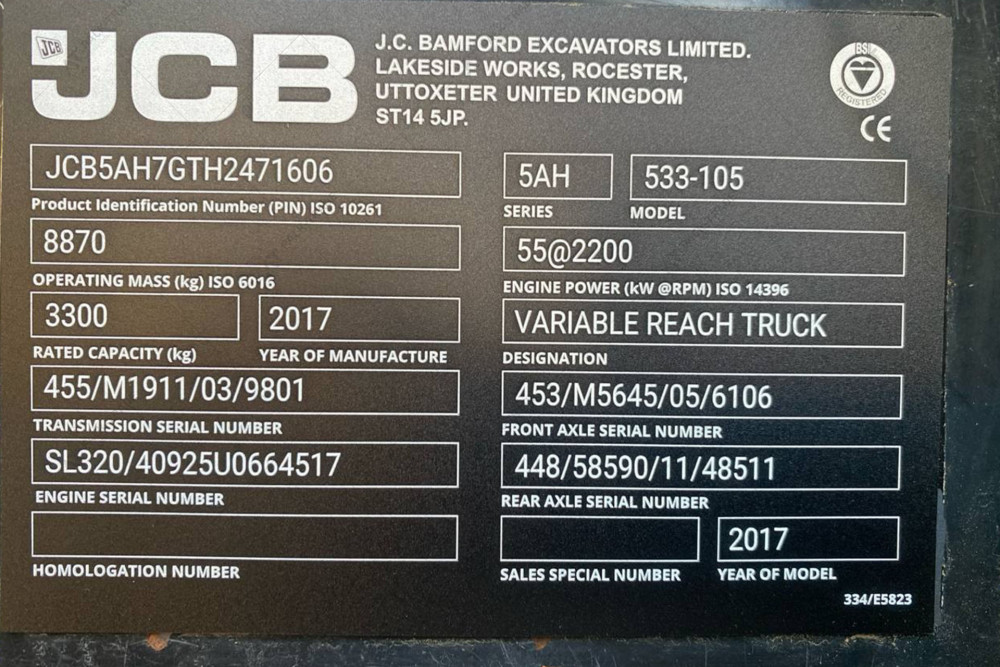 JCB
JCB
J.C. BAMFORD EXCAVATORS LIMITED.
LAKESIDE WORKS, ROCESTER,
UTTOXETER UNITED KINGDOM
ST14 5JP.
BSI
REGISTERED
CE
JCB5AH7GTH2471606
Product Identification Number (PIN) ISO 10261
5AH
SERIES
533-105
MODEL
8870
OPERATING MASS (kg) ISO 6016
55@2200
ENGINE POWER (kW @RPM) ISO 14396
3300
RATED CAPACITY (kg)
2017
YEAR OF MANUFACTURE
VARIABLE REACH TRUCK
DESIGNATION
455/M1911/03/9801
TRANSMISSION SERIAL NUMBER
453/M5645/05/6106
FRONT AXLE SERIAL NUMBER
SL320/40925U0664517
ENGINE SERIAL NUMBER
448/58590/11/48511
REAR AXLE SERIAL NUMBER
HOMOLOGATION NUMBER
SALES SPECIAL NUMBER
2017
YEAR OF MODEL
334/E5823